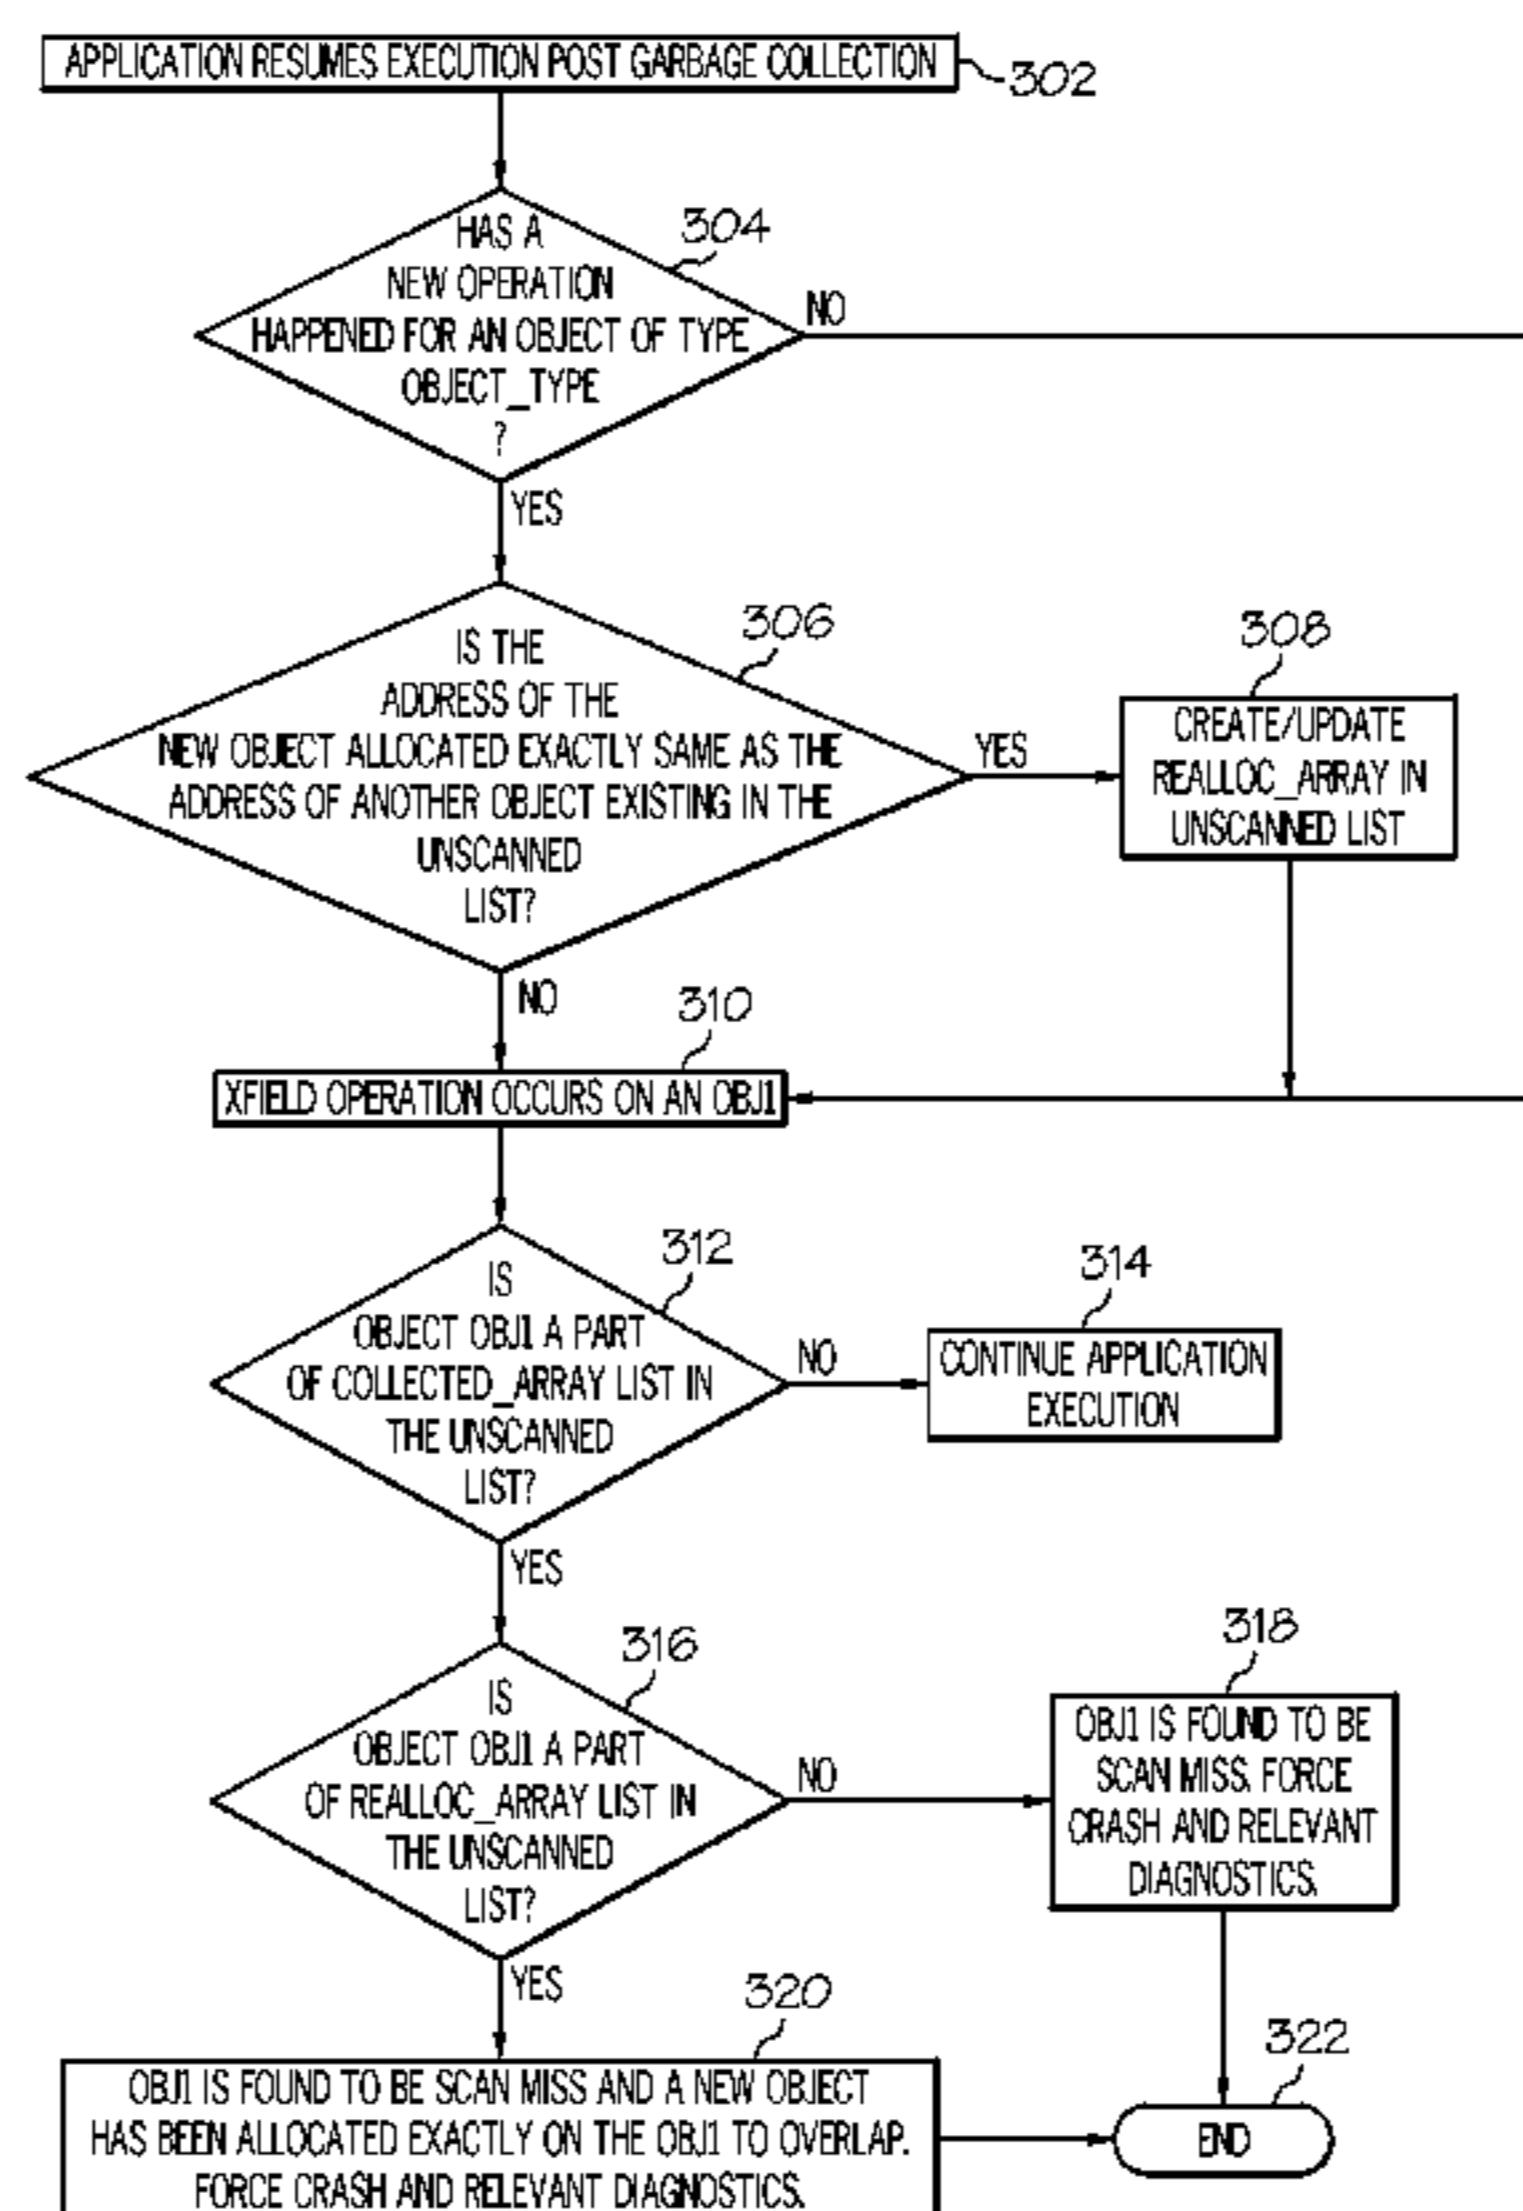 APPLICATION RESUMES EXECUTION POST GARBAGE COLLECTION
302
HAS A
NEW OPERATION
HAPPENED FOR AN OBJECT OF TYPE
OBJECT_TYPE
?
304
NO
YES
IS THE
ADDRESS OF THE
NEW OBJECT ALLOCATED EXACTLY SAME AS THE
ADDRESS OF ANOTHER OBJECT EXISTING IN THE
UNSCANNED
LIST?
306
YES
308
CREATE/UPDATE
REALLOC_ARRAY IN
UNSCANNED LIST
NO
310
XFIELD OPERATION OCCURS ON AN OBJ1
IS
OBJECT OBJ1 A PART
OF COLLECTED_ARRAY LIST IN
THE UNSCANNED
LIST?
312
NO
314
CONTINUE APPLICATION
EXECUTION
YES
IS
OBJECT OBJ1 A PART
OF REALLOC_ARRAY LIST IN
THE UNSCANNED
LIST?
316
NO
318
OBJ1 IS FOUND TO BE
SCAN MISS. FORCE
CRASH AND RELEVANT
DIAGNOSTICS.
YES
320
OBJ1 IS FOUND TO BE SCAN MISS AND A NEW OBJECT
HAS BEEN ALLOCATED EXACTLY ON THE OBJ1 TO OVERLAP.
FORCE CRASH AND RELEVANT DIAGNOSTICS.
322
END